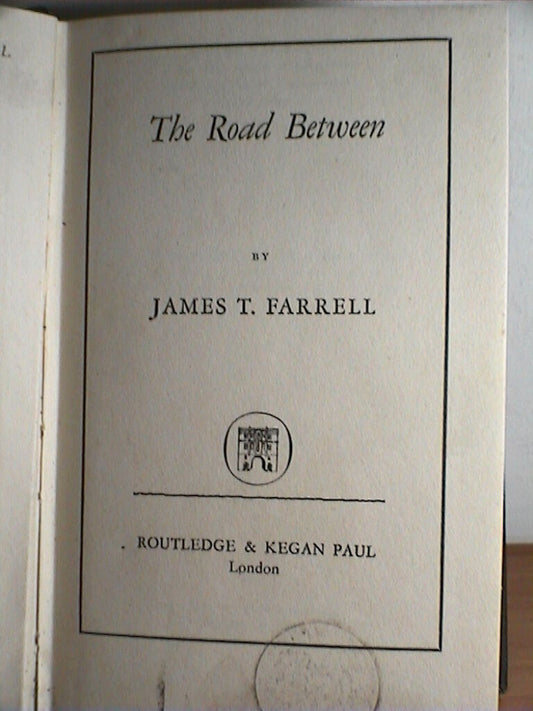 The Road Between
BY
JAMES T. FARRELL
ROUTLEDGE & KEGAN PAUL
London